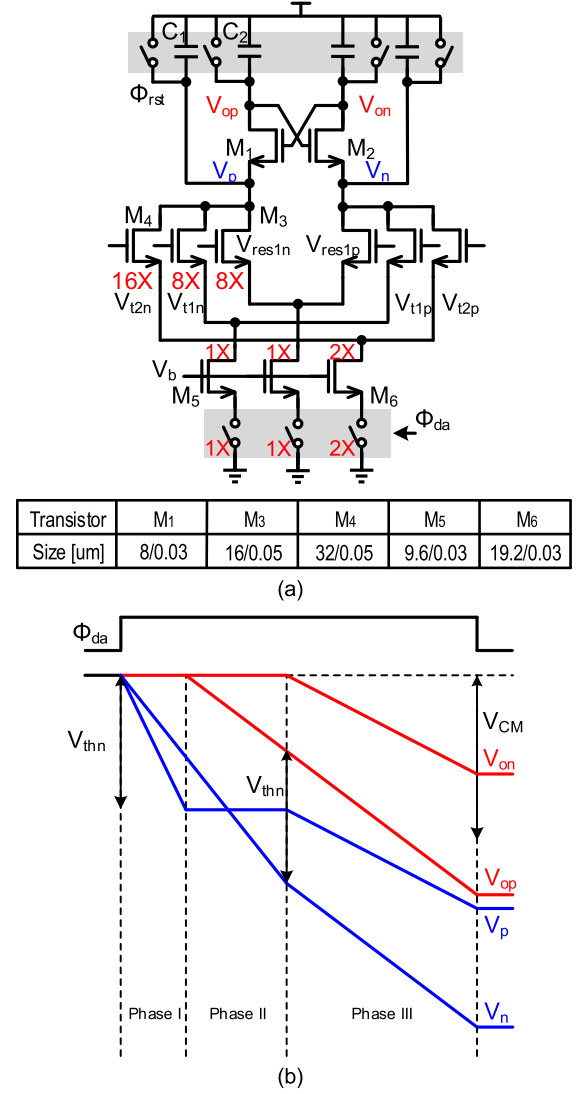 C₁ C₂
Φrst
Vop Von
M₁ M₂
Vp Vn
M₄ M₃
Vres1n Vres1p
16X 8X 8X
Vt2n Vt1n Vt1p Vt2p
1X 1X 2X
Vb
M₅ M₆
Φda
1X 1X 2X
Transistor M1 M3 M4 M5 M6
Size [um] 8/0.03 16/0.05 32/0.05 9.6/0.03 19.2/0.03
(a)
Φda
Vthn
VCM
Von
Vthn
Vop
Vp
Vn
Phase I Phase II Phase III
(b)